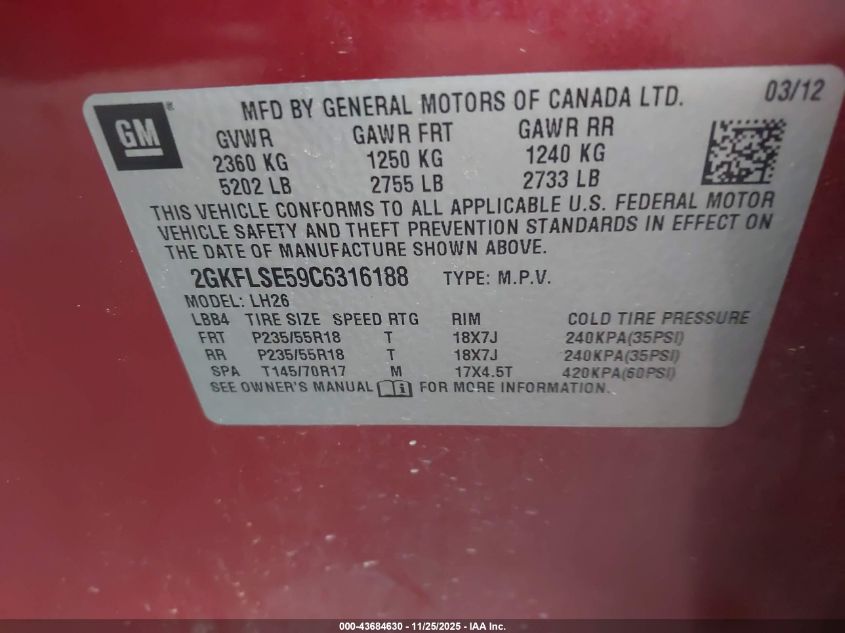 GM®
MFD BY GENERAL MOTORS OF CANADA LTD. 03/12
GVWR GAWR FRT GAWR RR
2360 KG 1250 KG 1240 KG
5202 LB 2755 LB 2733 LB
THIS VEHICLE CONFORMS TO ALL APPLICABLE U.S. FEDERAL MOTOR
VEHICLE SAFETY AND THEFT PREVENTION STANDARDS IN EFFECT ON
THE DATE OF MANUFACTURE SHOWN ABOVE.
2GKFLSE59C6316188 TYPE: M.P.V.
MODEL: LH26
LBB4 TIRE SIZE SPEED RTG RIM COLD TIRE PRESSURE
FRT P235/55R18 T 18X7J 240KPA(35PSI)
RR P235/55R18 T 18X7J 240KPA(35PSI)
SPA T145/70R17 M 17X4.5T 420KPA(60PSI)
SEE OWNER'S MANUAL FOR MORE INFORMATION.
000-43684630 - 11/25/2025 - IAA Inc.